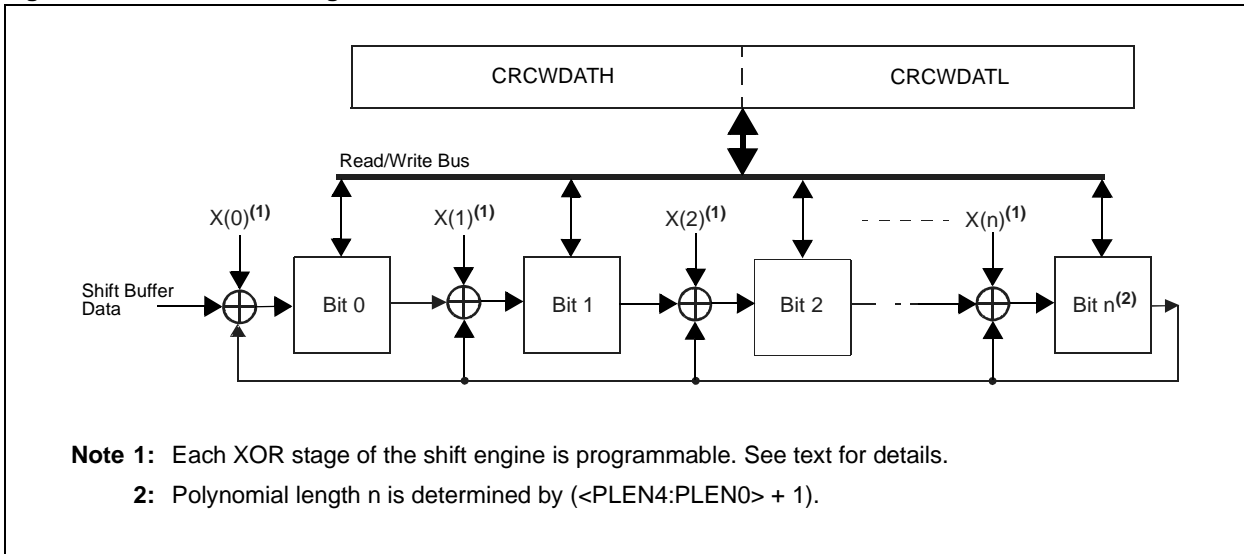 CRCWDATH CRCWDATL
Read/Write Bus
X(0)(1) X(1)(1) X(2)(1) X(n)(1)
Shift Buffer
Data
Bit 0 Bit 1 Bit 2 Bit n(2)
Note 1: Each XOR stage of the shift engine is programmable. See text for details.
2: Polynomial length n is determined by (<PLEN4:PLEN0> + 1).